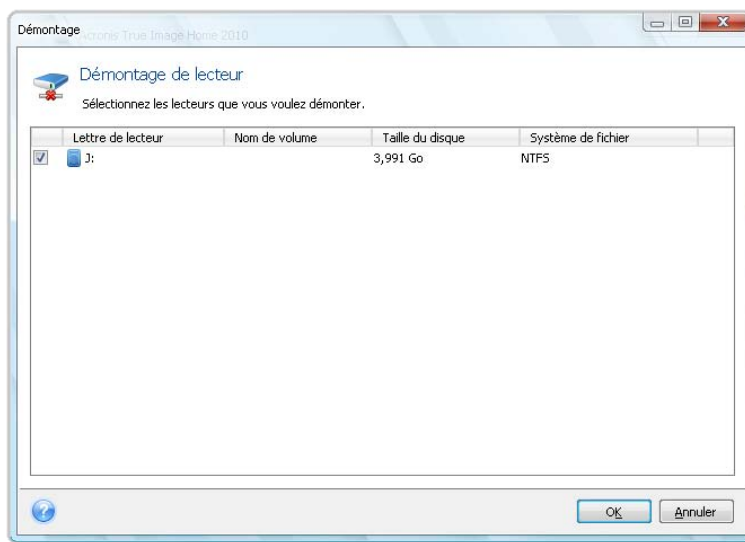 Démontage
Acronis True Image Home 2010
Démontage de lecteur
Sélectionnez les lecteurs que vous voulez démonter.
Lettre de lecteur Nom de volume Taille du disque Système de fichier
J: 3,991 Go NTFS
OK Annuler